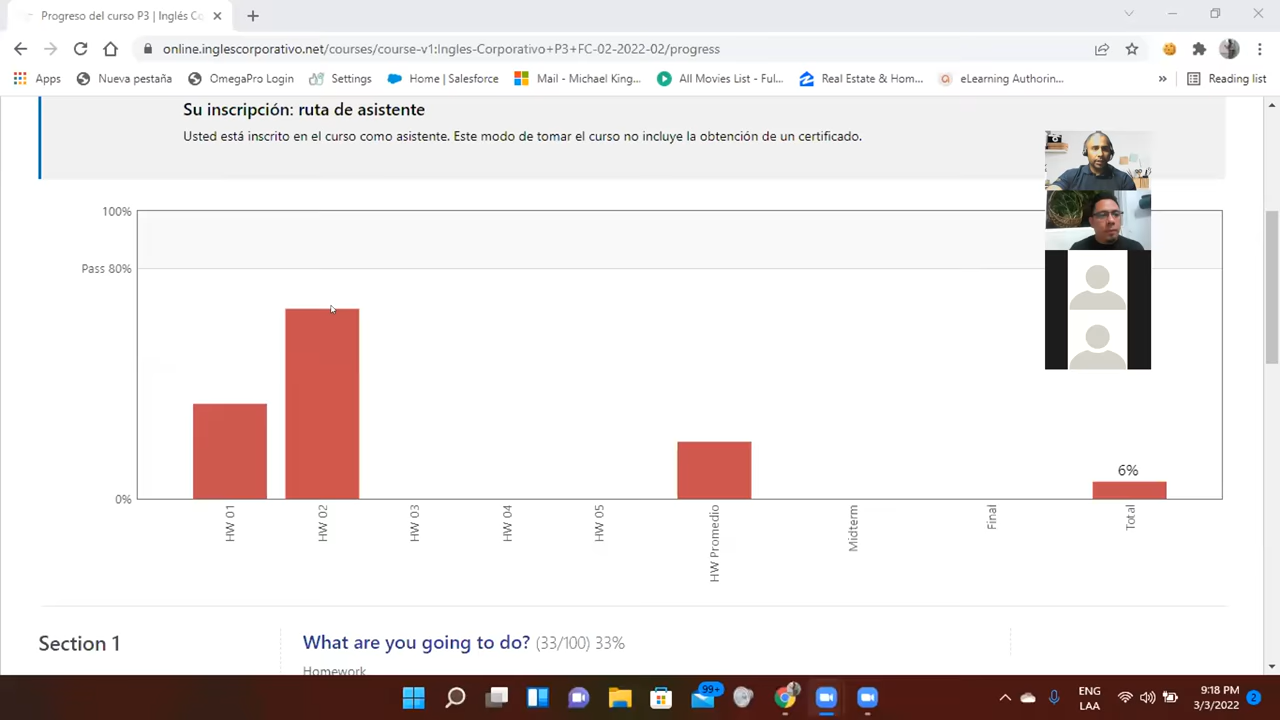 Progreso del curso P3 | Inglés Co
online.inglescorporativo.net/courses/course-v1:Ingles-Corporativo+P3+FC-02-2022-02/progress
Apps
Nueva pestaña
OmegaPro Login
Settings
Home | Salesforce
Mail - Michael King...
All Movies List - Ful...
Real Estate & Hom...
eLearning Authorin...
»
Reading list
Su inscripción: ruta de asistente
Usted está inscrito en el curso como asistente. Este modo de tomar el curso no incluye la obtención de un certificado.
100%
Pass 80%
6%
0%
HW 01
HW 02
HW 03
HW 04
HW 05
HW Promedio
Midterm
Final
Total
Section 1
What are you going to do? (33/100) 33%
Homework
99+
ENG
LAA
9:18 PM
3/3/2022
2